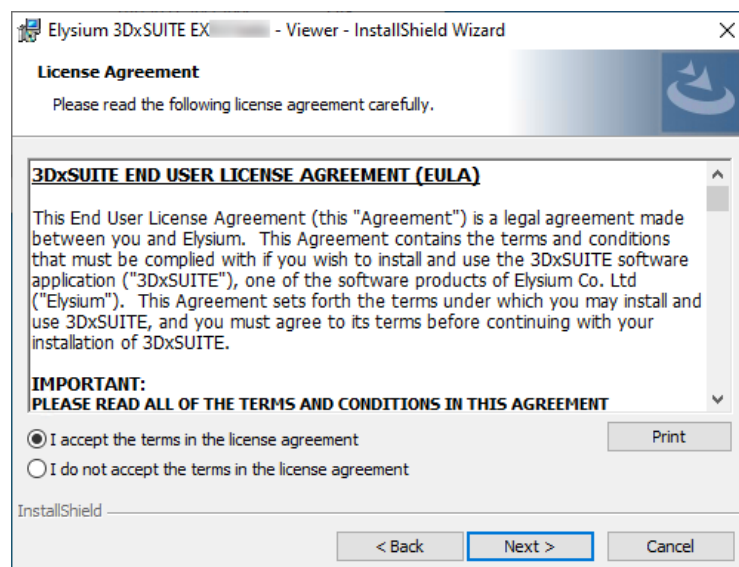 Elysium 3DxSUITE EX - Viewer - InstallShield Wizard
License Agreement
Please read the following license agreement carefully.
3DxSUITE END USER LICENSE AGREEMENT (EULA)
This End User License Agreement (this "Agreement") is a legal agreement made
between you and Elysium.  This Agreement contains the terms and conditions
that must be complied with if you wish to install and use the 3DxSUITE software
application ("3DxSUITE"), one of the software products of Elysium Co. Ltd
("Elysium").  This Agreement sets forth the terms under which you may install and
use 3DxSUITE, and you must agree to its terms before continuing with your
installation of 3DxSUITE.
IMPORTANT:
PLEASE READ ALL OF THE TERMS AND CONDITIONS IN THIS AGREEMENT
I accept the terms in the license agreement
Print
I do not accept the terms in the license agreement
InstallShield
< Back
Next >
Cancel